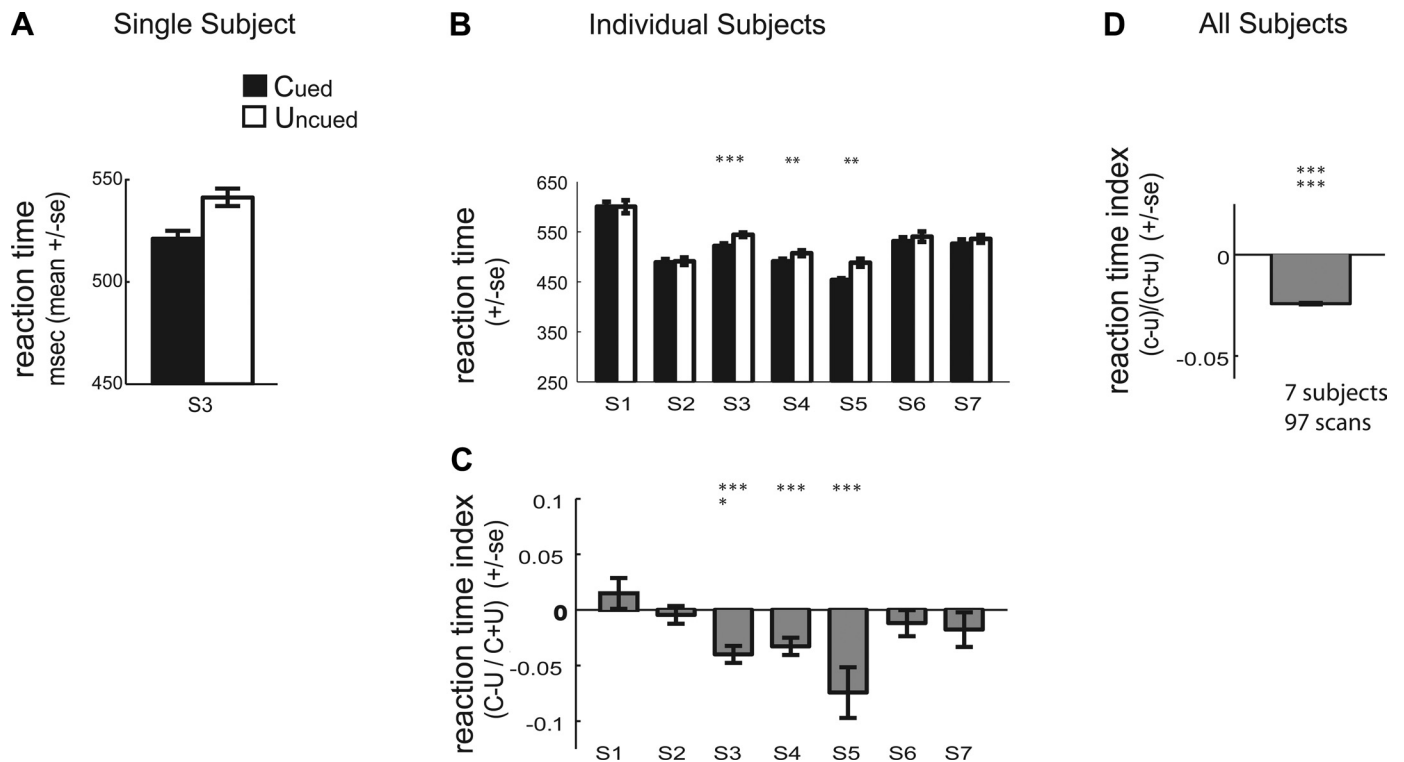 A
Single Subject
Cued
Uncued
reaction time
msec (mean +/-se)
550
500
450
S3
B
Individual Subjects
*** ** **
reaction time
(+/-se)
650
550
450
350
250
S1 S2 S3 S4 S5 S6 S7
C
*** *** ***
*
reaction time index
(C-U / C+U) (+/-se)
0.1
0.05
0
-0.05
-0.1
S1 S2 S3 S4 S5 S6 S7
D
All Subjects
***
***
reaction time index
(c-u)/(c+u) (+/-se)
0
-0.05
7 subjects
97 scans